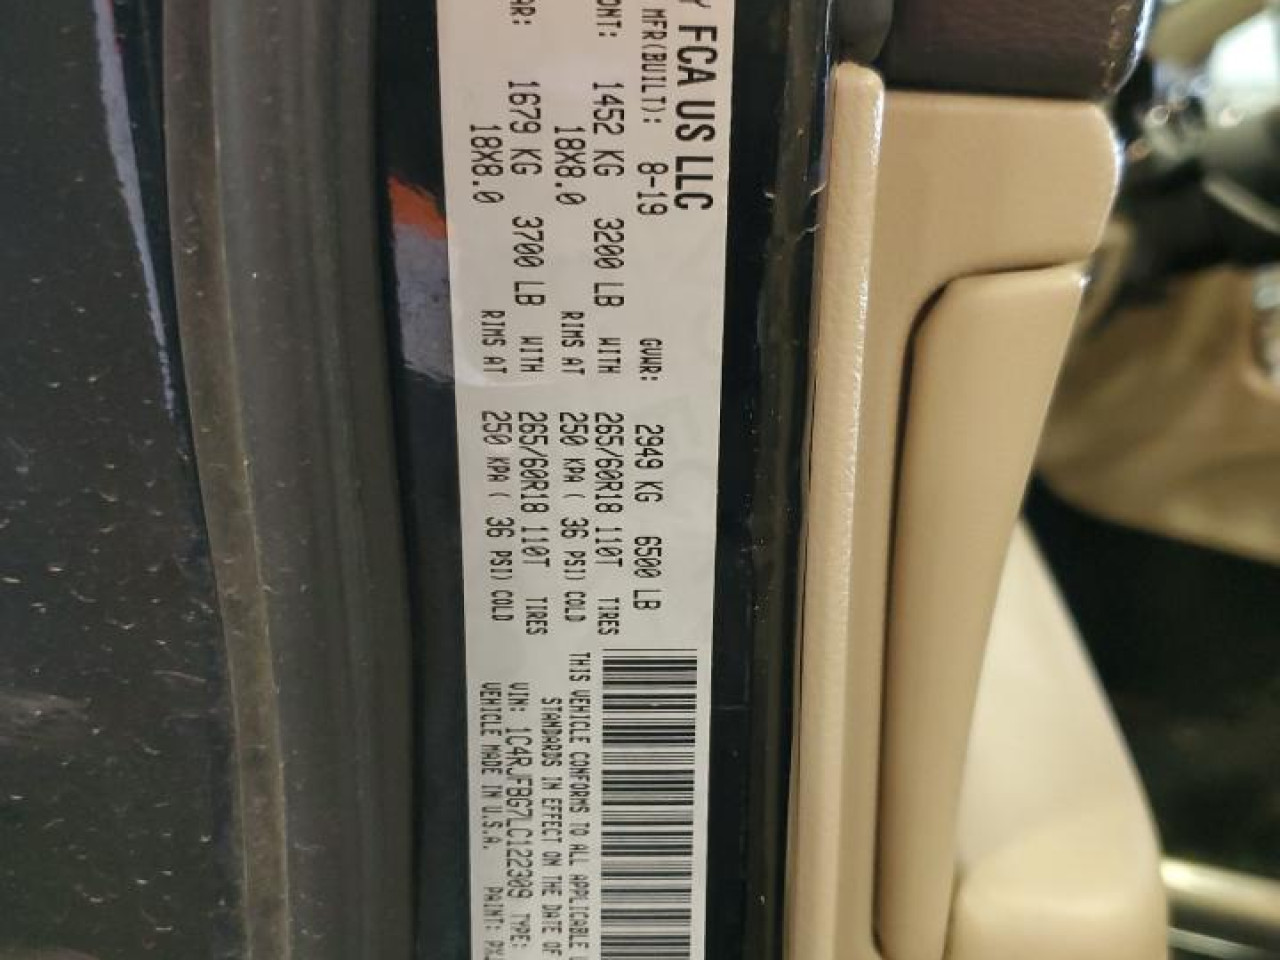 Y FCA US LLC
MFR(BUILT): 8-19 GVWR: 2949 KG 6500 LB
ONT: 1452 KG 3200 LB WITH 265/60R18 110T TIRES
18X8.0 RIMS AT 250 KPA ( 36 PSI) COLD
AR: 1679 KG 3700 LB WITH 265/60R18 110T TIRES
18X8.0 RIMS AT 250 KPA ( 36 PSI) COLD
THIS VEHICLE CONFORMS TO ALL APPLICABLE
STANDARDS IN EFFECT ON THE DATE OF
VIN: 1C4RJFBG7LC122309 TYPE:
VEHICLE MADE IN U.S.A. PAINT: